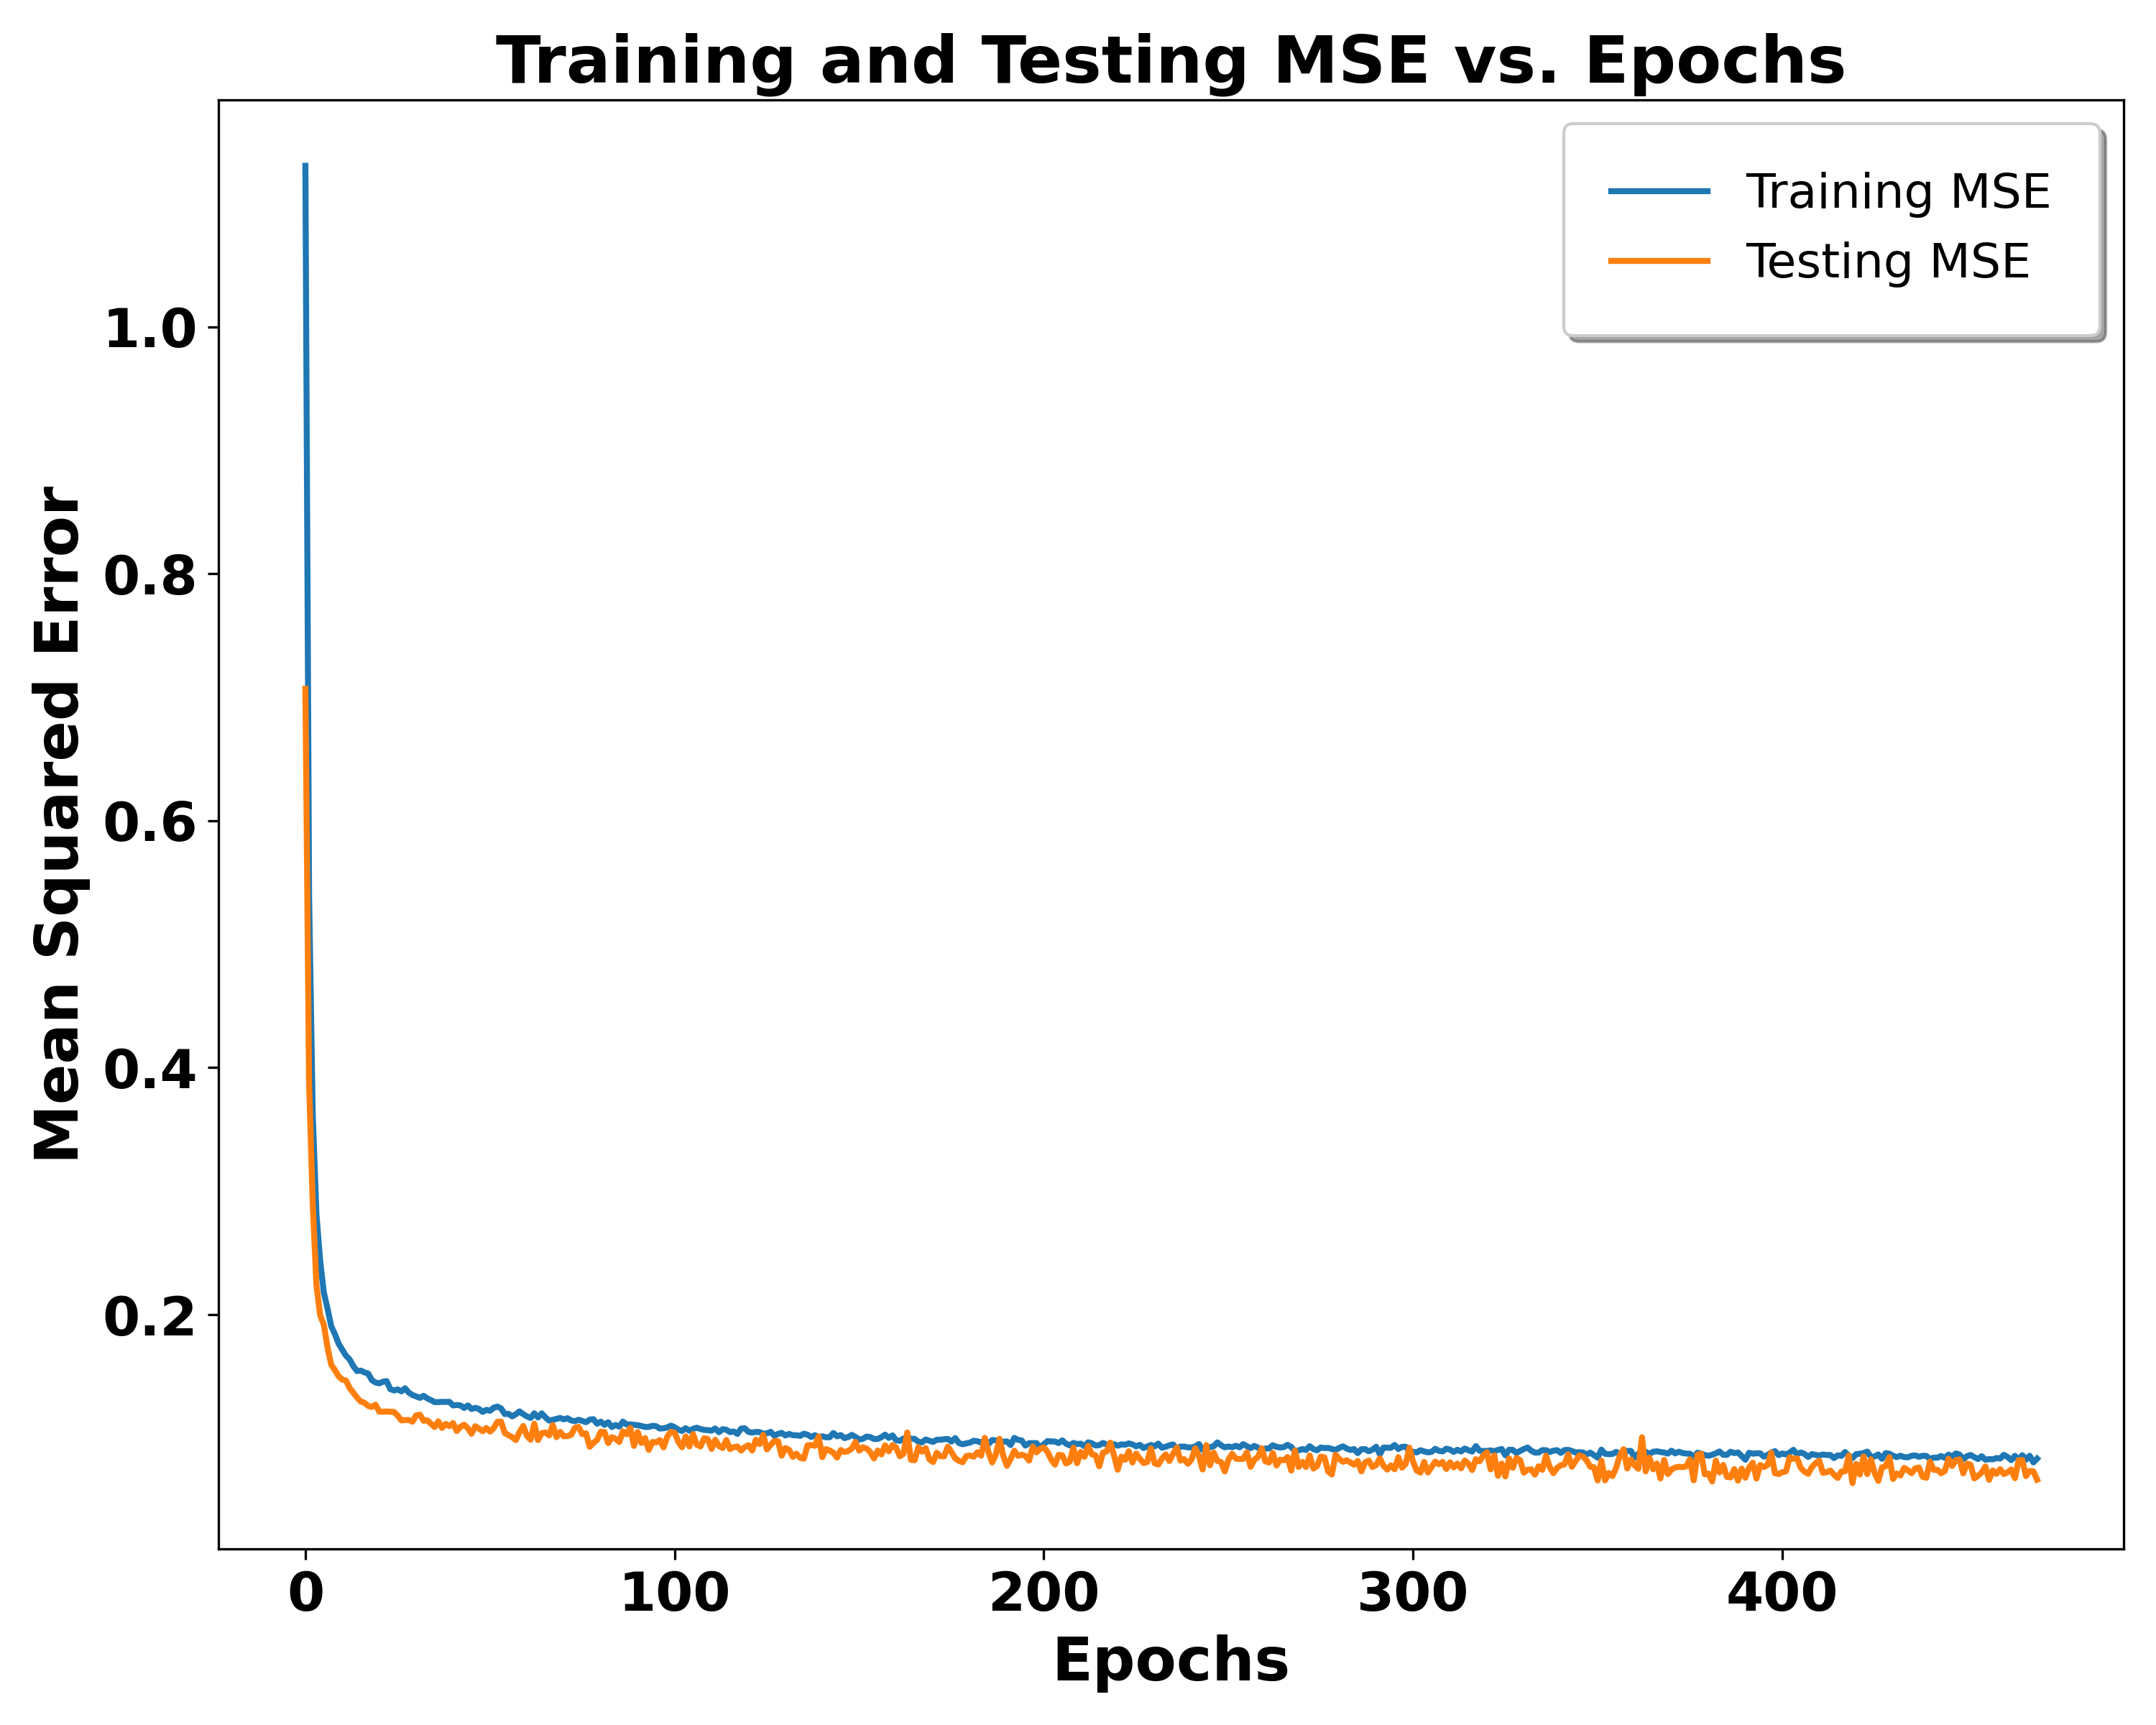 Training and Testing MSE vs. Epochs
Training MSE
Testing MSE
Mean Squared Error
1.0
0.8
0.6
0.4
0.2
0 100 200 300 400
Epochs